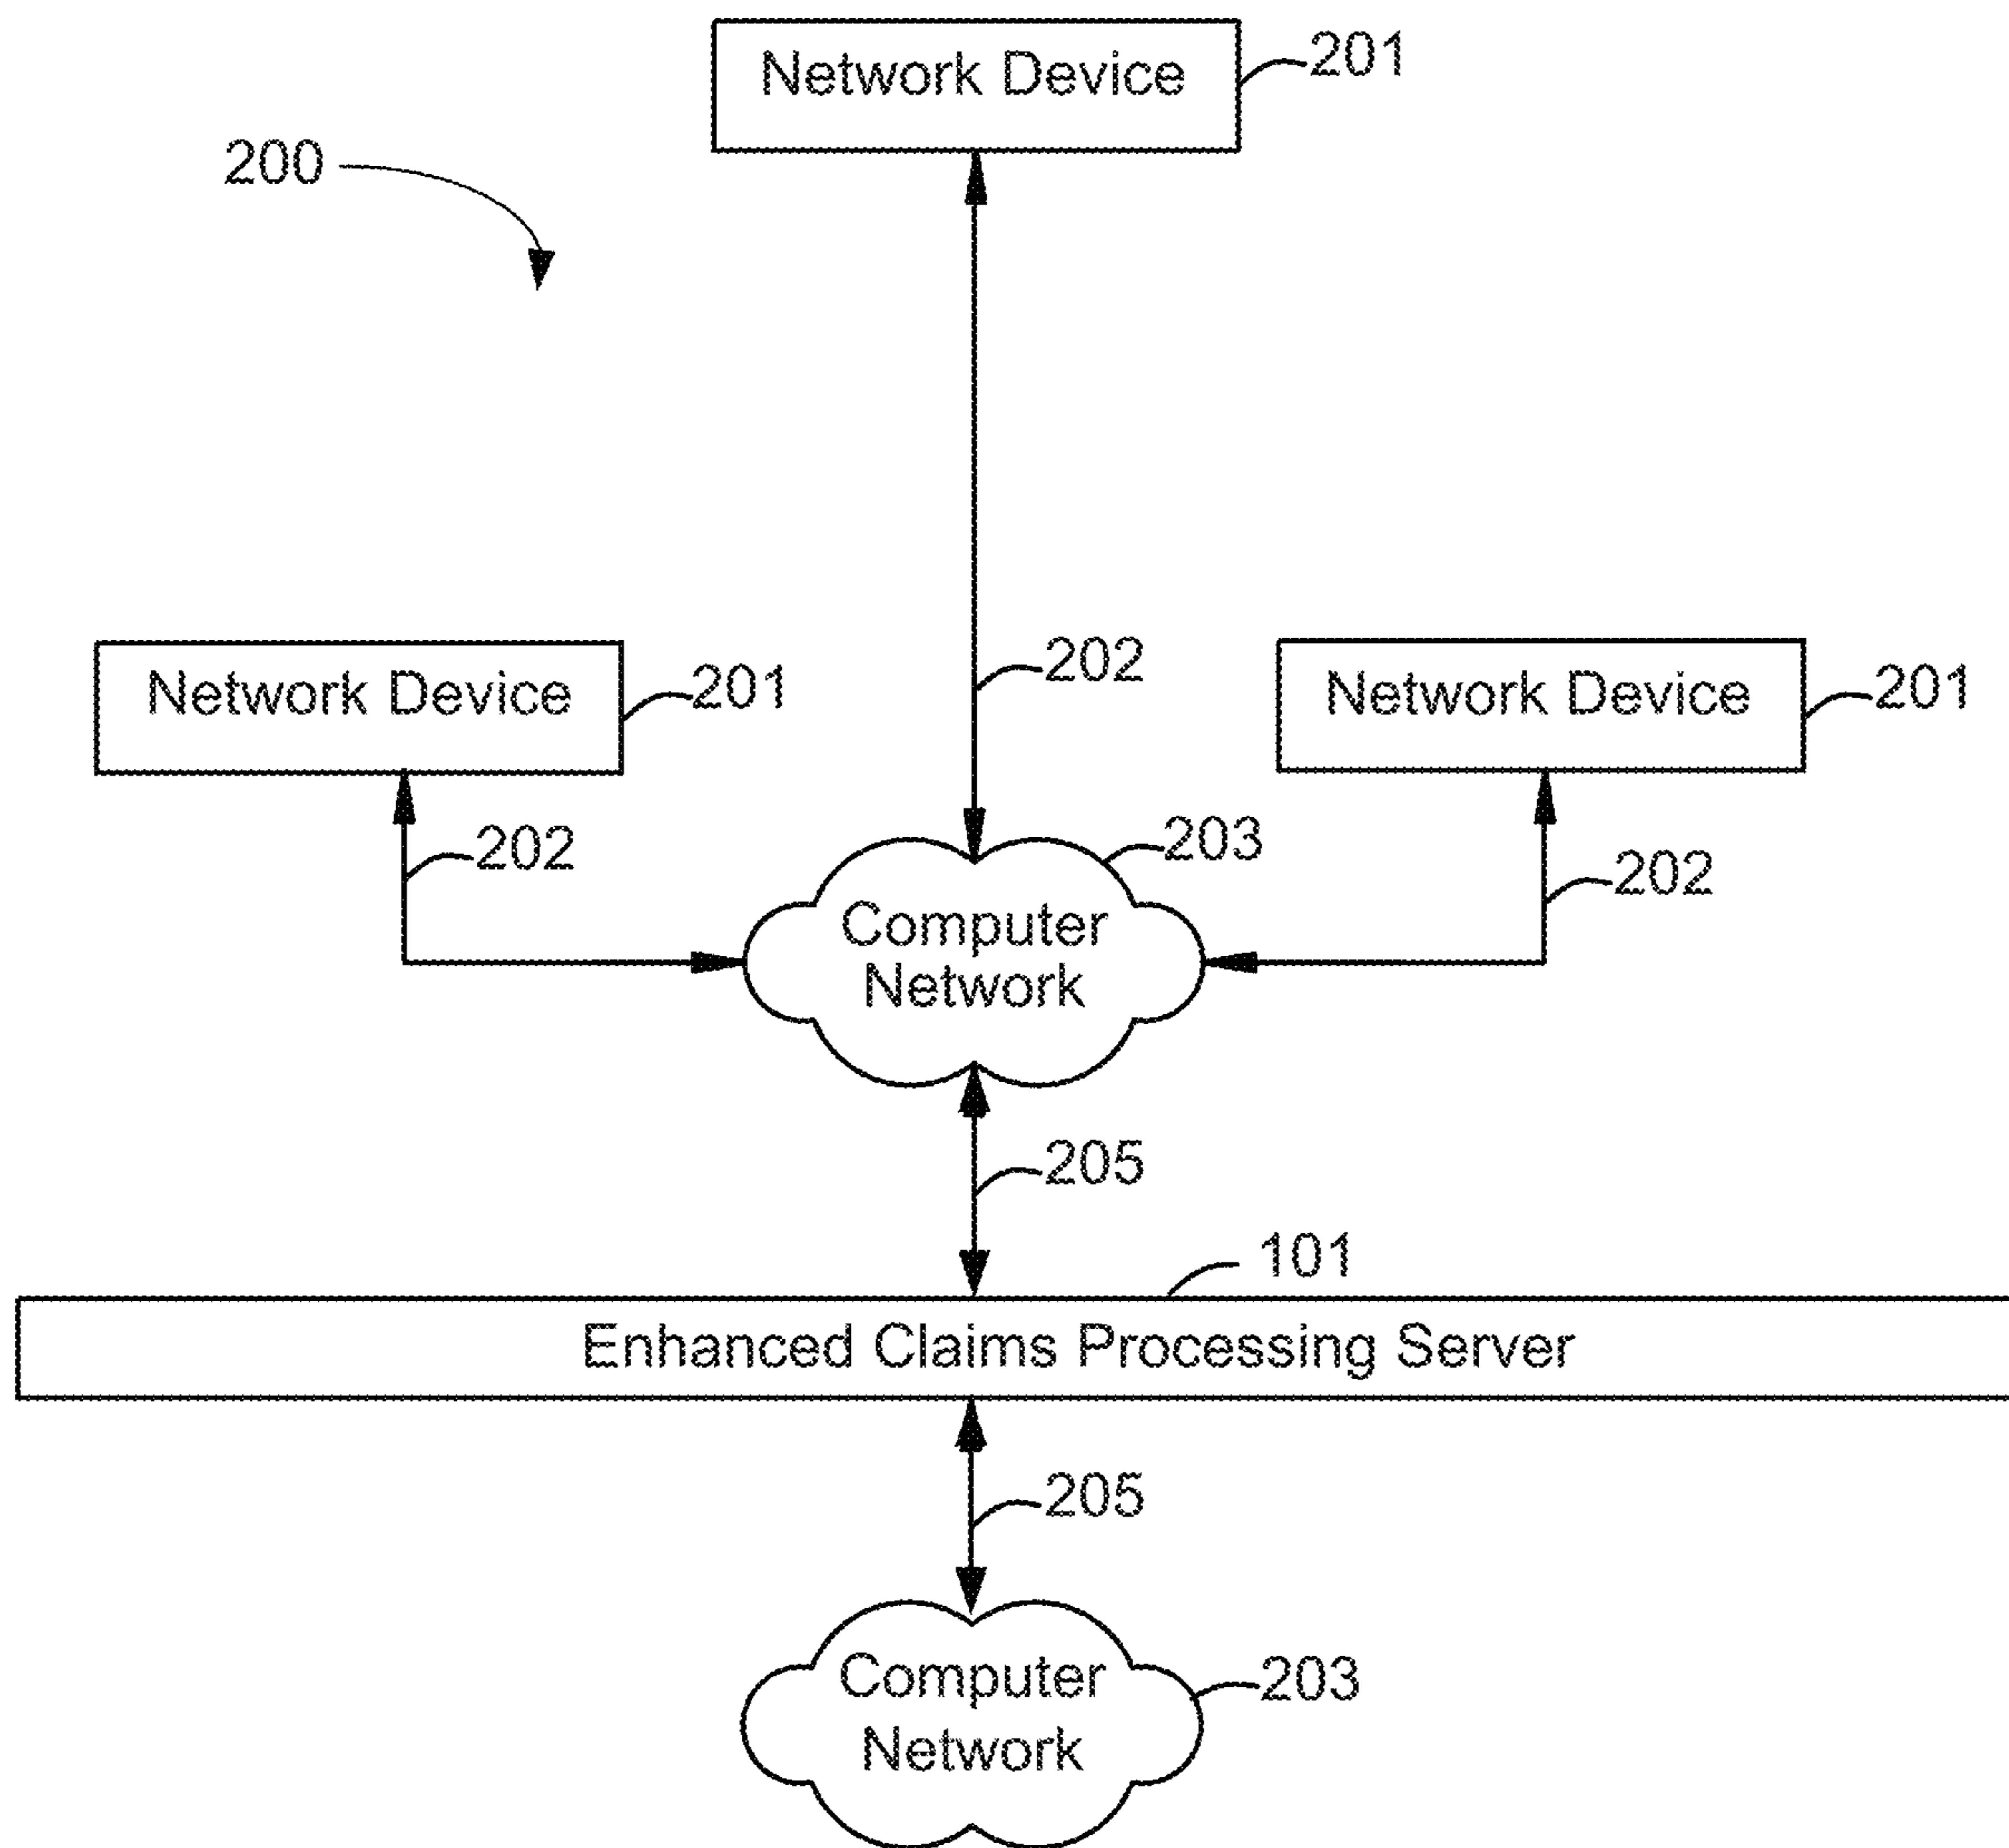 Network Device
201
200
202
Network Device
201
Network Device
201
202
203
202
Computer
Network
205
101
Enhanced Claims Processing Server
205
Computer
Network
203